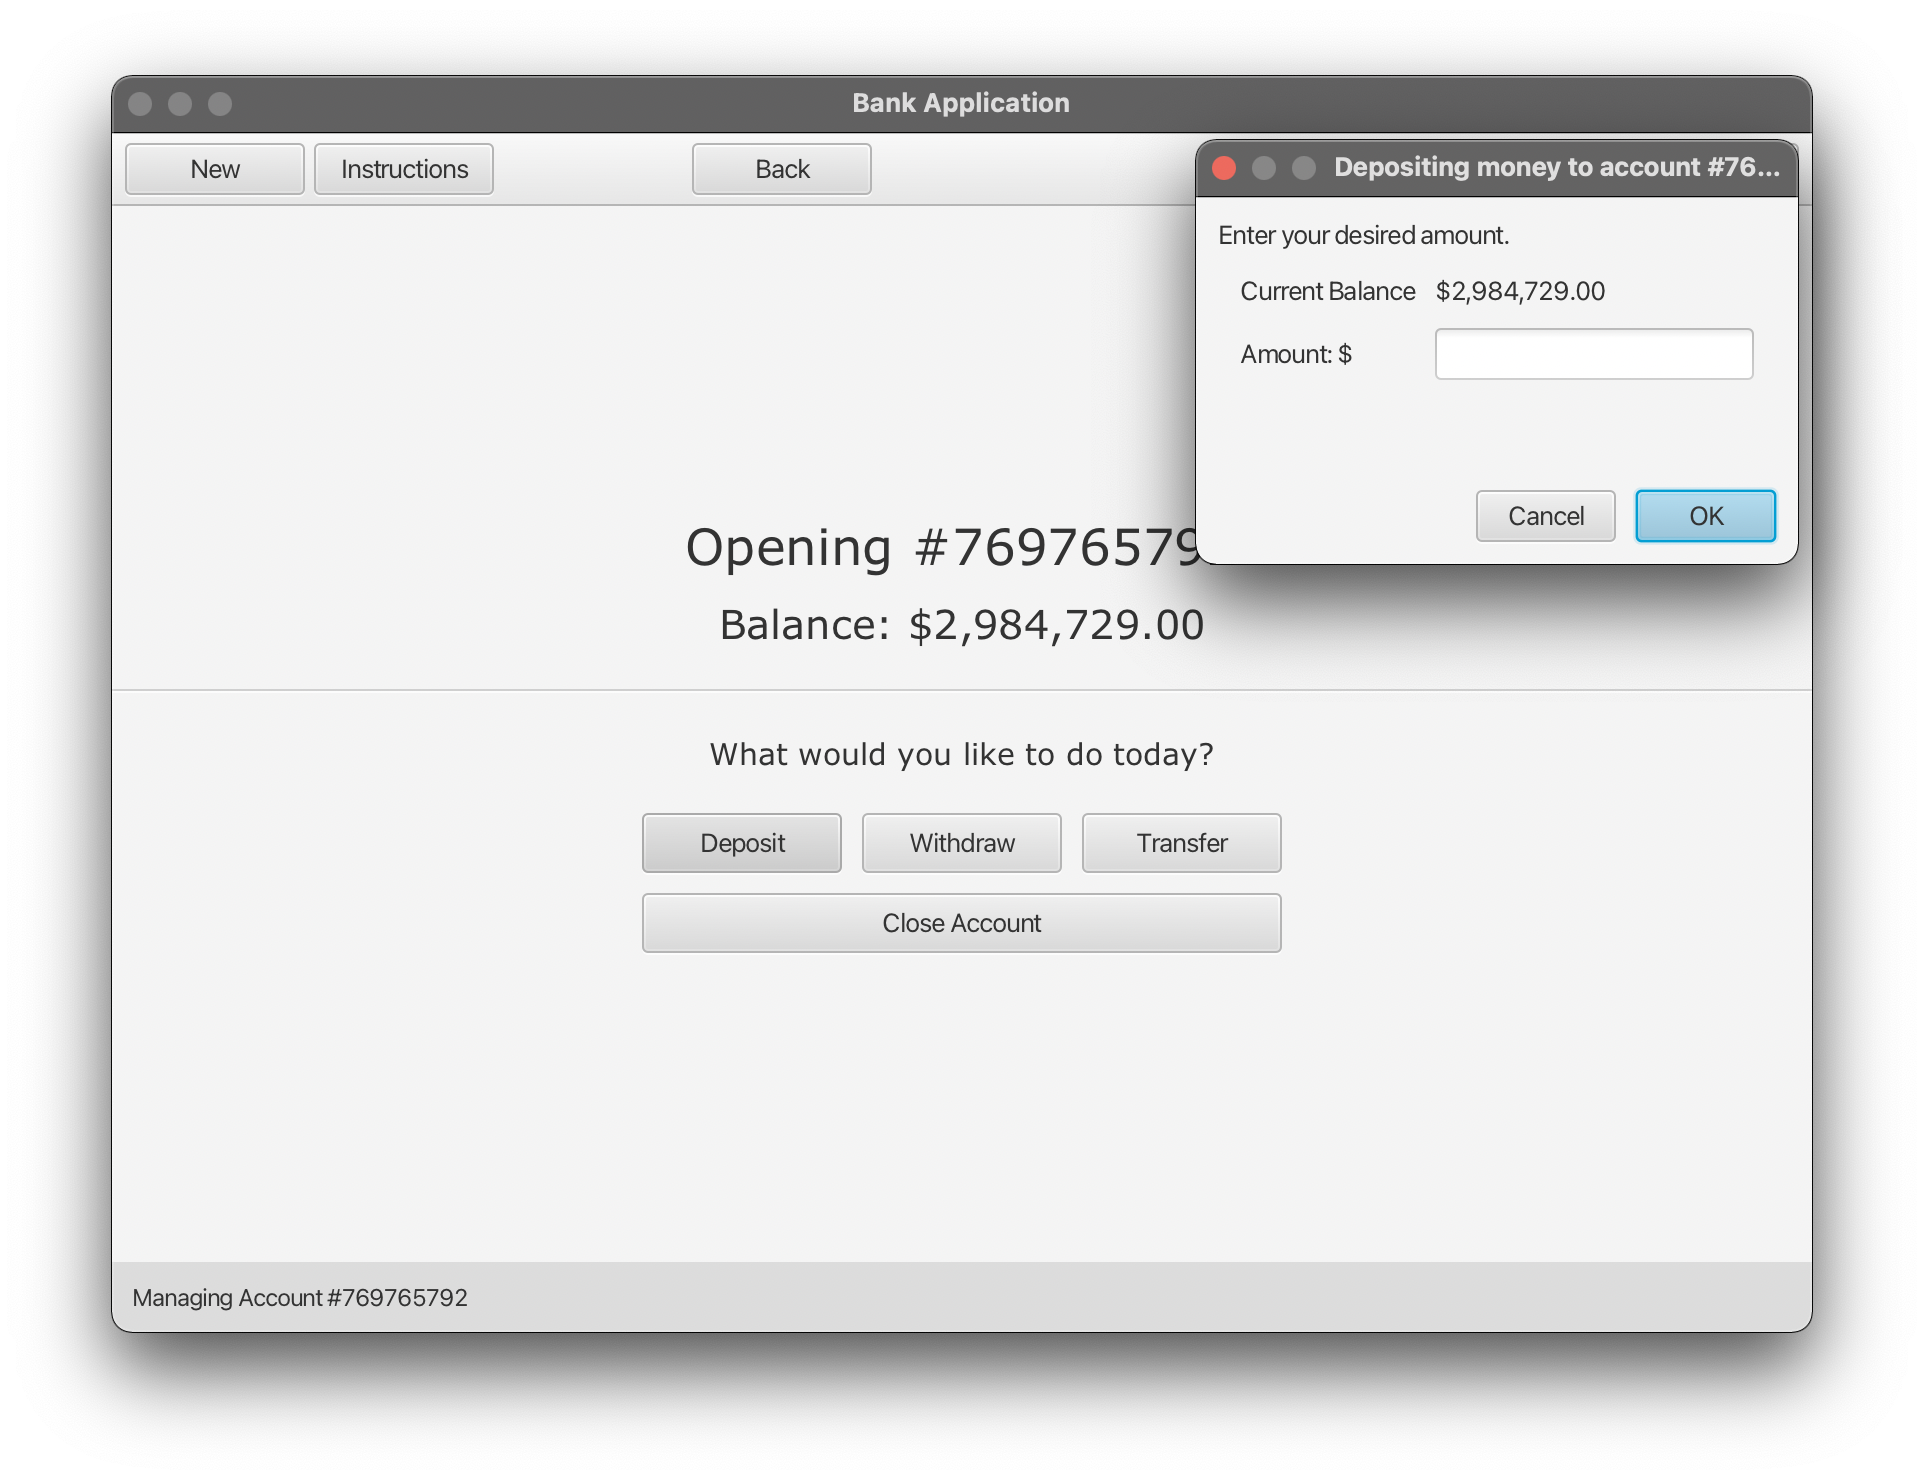 Bank Application
New
Instructions
Back
Depositing money to account #76...
Enter your desired amount.
Current Balance $2,984,729.00
Amount: $
Cancel
OK
Opening #76976579
Balance: $2,984,729.00
What would you like to do today?
Deposit
Withdraw
Transfer
Close Account
Managing Account #769765792